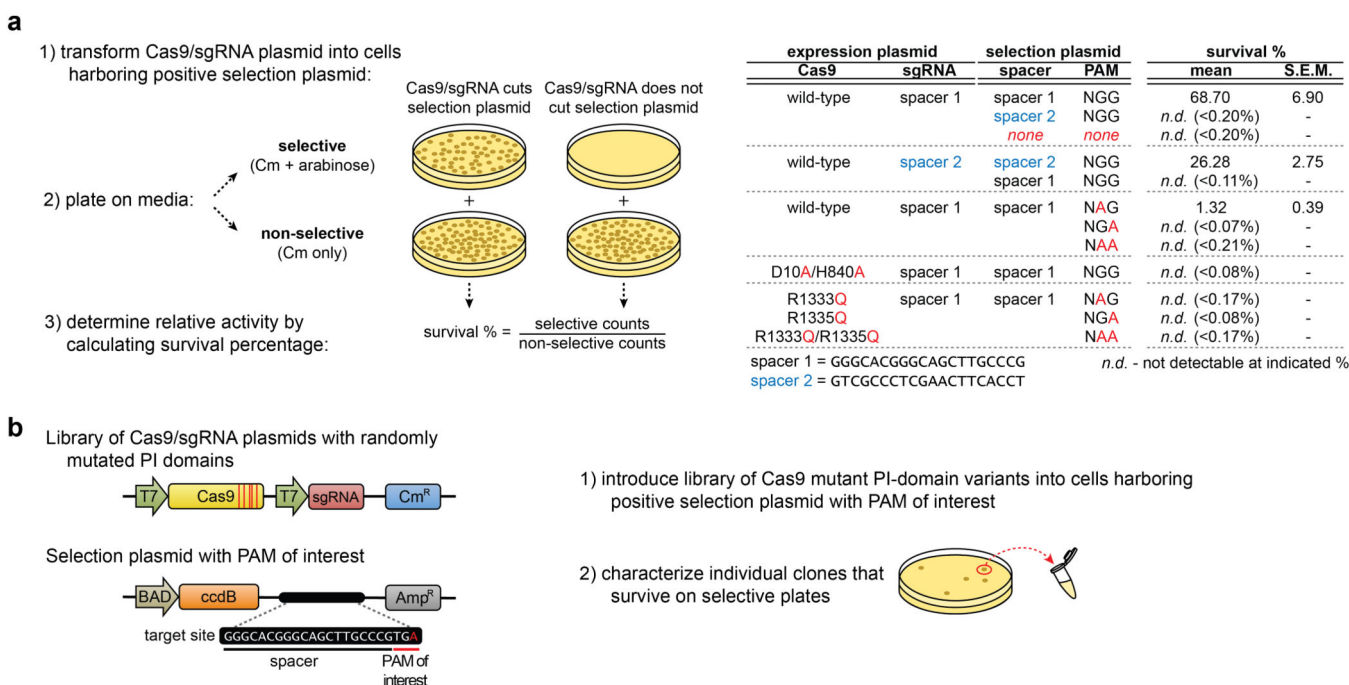 a
1) transform Cas9/sgRNA plasmid into cells
harboring positive selection plasmid:
Cas9/sgRNA cuts
selection plasmid
Cas9/sgRNA does not
cut selection plasmid
selective
(Cm + arabinose)
2) plate on media:
+ +
non-selective
(Cm only)
3) determine relative activity by
calculating survival percentage:
survival % = selective counts
non-selective counts
expression plasmid selection plasmid survival %
Cas9 sgRNA spacer PAM mean S.E.M.
wild-type spacer 1 spacer 1 NGG 68.70 6.90
spacer 2 NGG n.d. (<0.20%) -
none none n.d. (<0.20%) -
wild-type spacer 2 spacer 2 NGG 26.28 2.75
spacer 1 NGG n.d. (<0.11%) -
wild-type spacer 1 spacer 1 NAG 1.32 0.39
NGA n.d. (<0.07%) -
NAA n.d. (<0.21%) -
D10A/H840A spacer 1 spacer 1 NGG n.d. (<0.08%) -
R1333Q spacer 1 spacer 1 NAG n.d. (<0.17%) -
R1335Q NGA n.d. (<0.08%) -
R1333Q/R1335Q NAA n.d. (<0.17%) -
spacer 1 = GGGCACGGGCAGCTTGCCCG
n.d. - not detectable at indicated %
spacer 2 = GTCGCCCTCGAACTTCACCT
b
Library of Cas9/sgRNA plasmids with randomly
mutated PI domains
T7 Cas9 T7 sgRNA CmR
Selection plasmid with PAM of interest
BAD ccdB AmpR
target site GGGCACGGGCAGCTTGCCCGTGA
spacer PAM of
interest
1) introduce library of Cas9 mutant PI-domain variants into cells harboring
positive selection plasmid with PAM of interest
2) characterize individual clones that
survive on selective plates